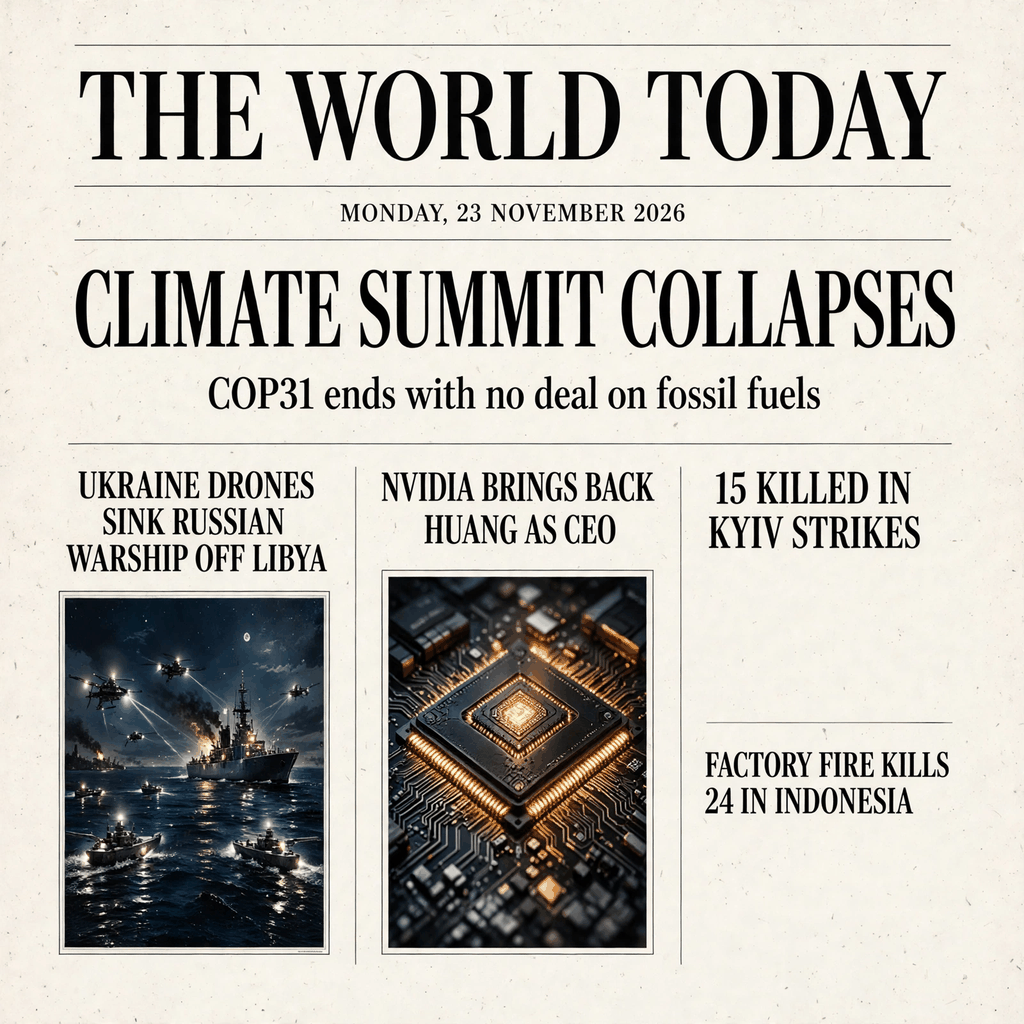 THE WORLD TODAY
MONDAY, 23 NOVEMBER 2026
CLIMATE SUMMIT COLLAPSES
COP31 ends with no deal on fossil fuels
UKRAINE DRONES
SINK RUSSIAN
WARSHIP OFF LIBYA
NVIDIA BRINGS BACK
HUANG AS CEO
15 KILLED IN
KYIV STRIKES
FACTORY FIRE KILLS
24 IN INDONESIA